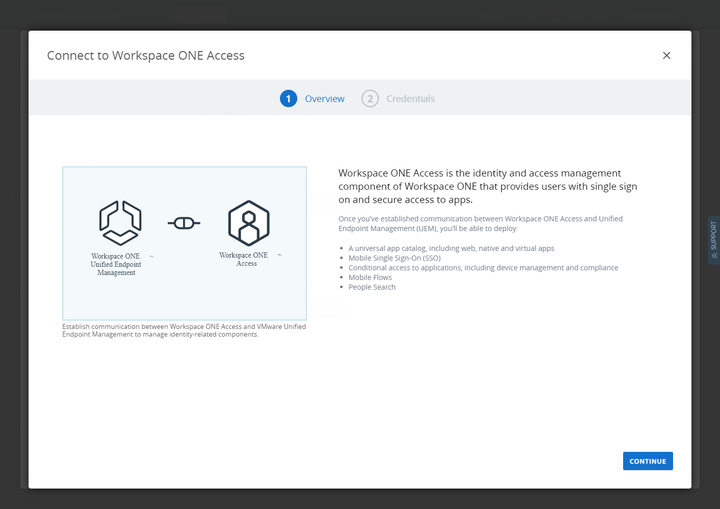 Connect to Workspace ONE Access
1 Overview 2 Credentials
Workspace ONE
Unified Endpoint
Management
Workspace ONE
Access
Establish communication between Workspace ONE Access and VMware Unified
Endpoint Management to manage identity-related components.
Workspace ONE Access is the identity and access management
component of Workspace ONE that provides users with single sign
on and secure access to apps.
Once you've established communication between Workspace ONE Access and Unified
Endpoint Management (UEM), you'll be able to deploy:
• A universal app catalog, including web, native and virtual apps
• Mobile Single Sign-On (SSO)
• Conditional access to applications, including device management and compliance
• Mobile Flows
• People Search
SUPPORT
CONTINUE